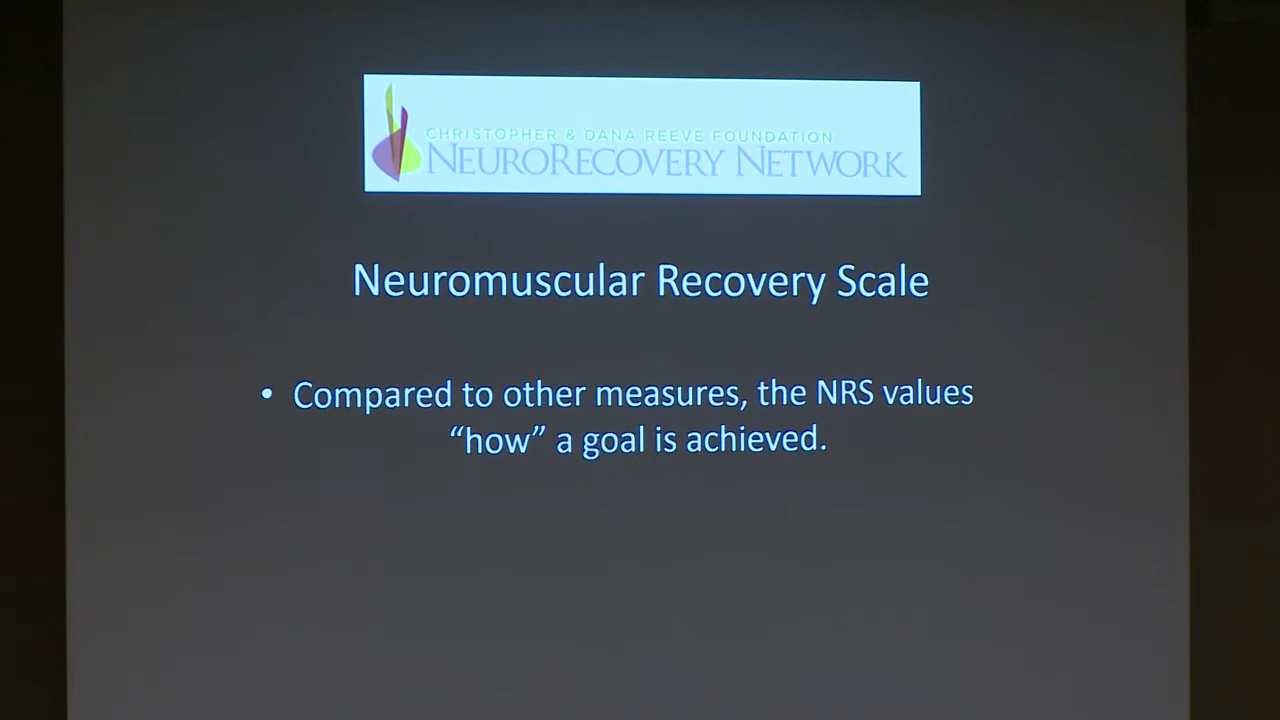 CHRISTOPHER & DANA REEVE FOUNDATION
NEURORECOVERY NETWORK
Neuromuscular Recovery Scale
• Compared to other measures, the NRS values
“how” a goal is achieved.